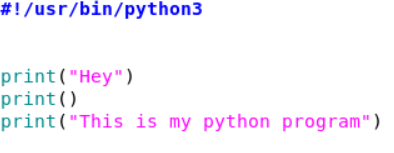 #!/usr/bin/python3
print("Hey")
print()
print("This is my python program")